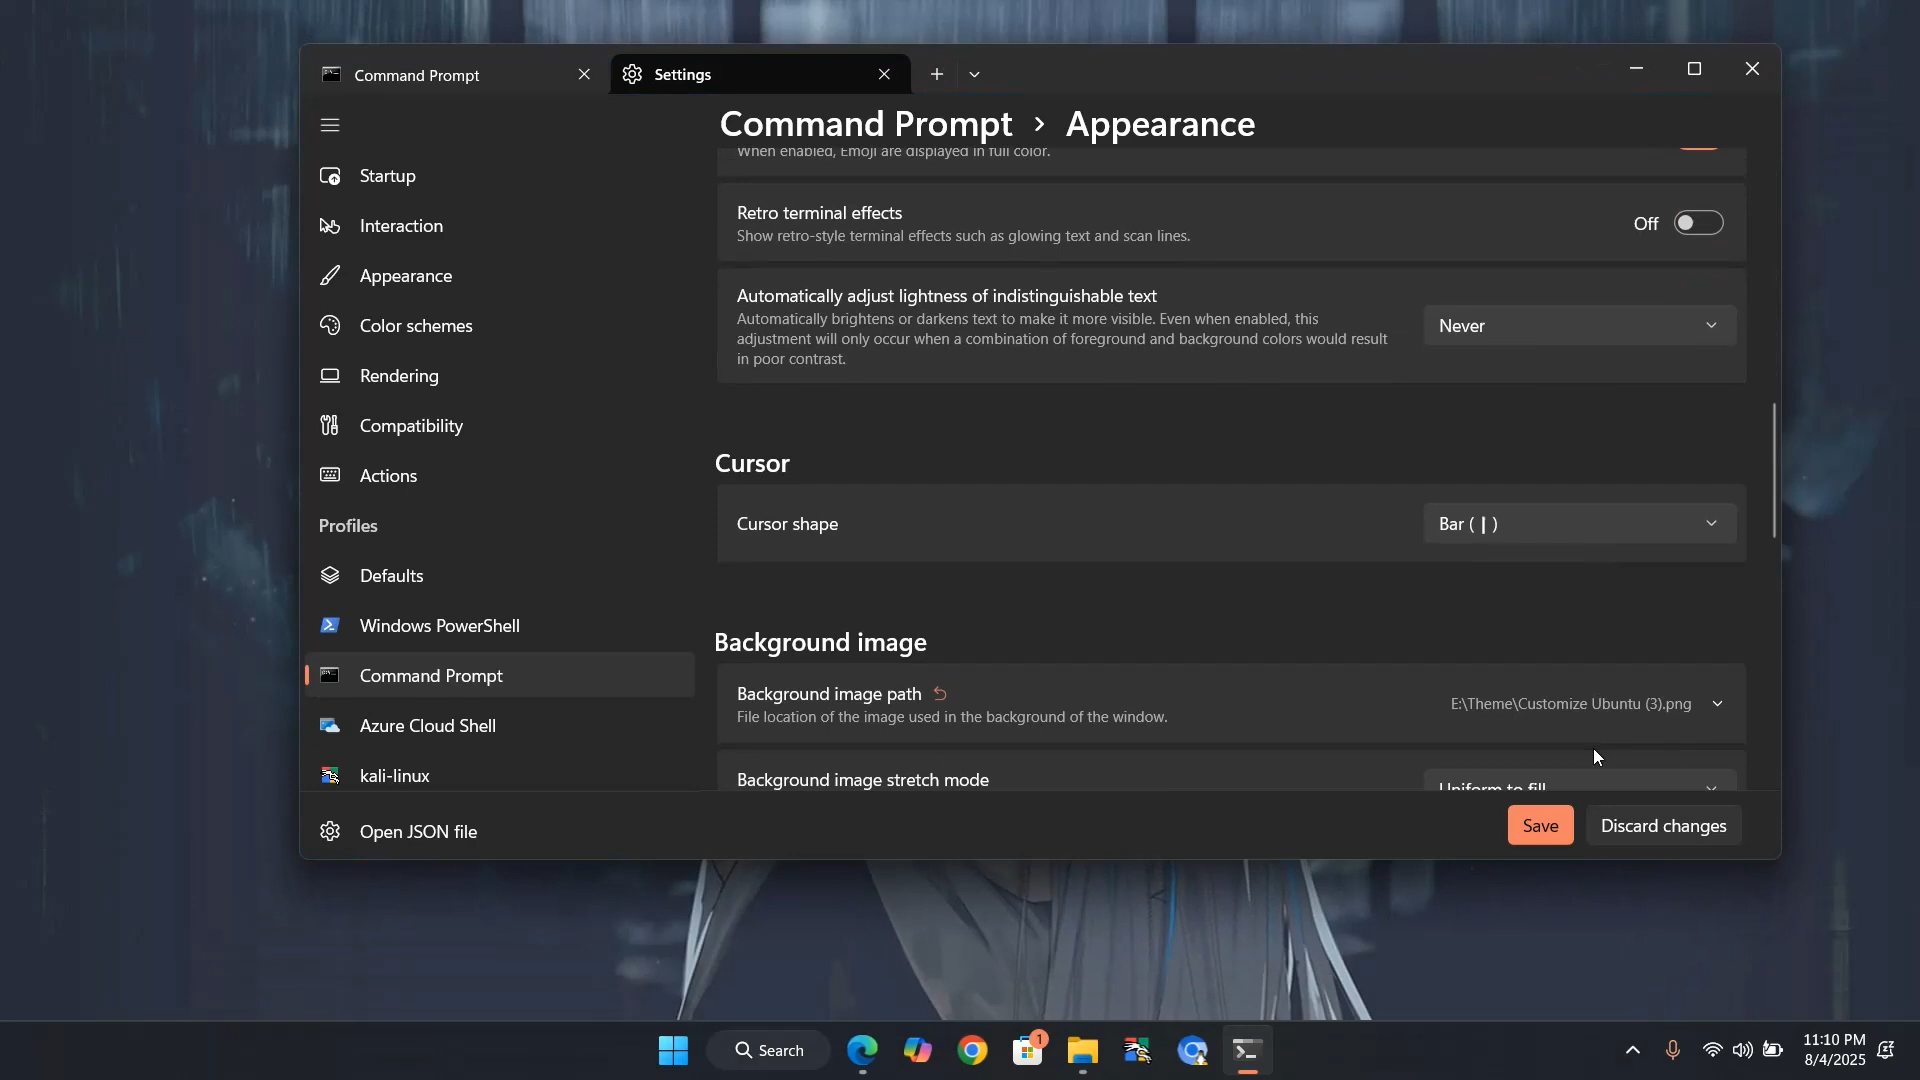 Command Prompt
Settings
Command Prompt > Appearance
When enabled, Emoji are displayed in full color.
Startup
Interaction
Appearance
Color schemes
Rendering
Compatibility
Actions
Profiles
Defaults
Windows PowerShell
Command Prompt
Azure Cloud Shell
kali-linux
Open JSON file
Retro terminal effects
Show retro-style terminal effects such as glowing text and scan lines.
Off
Automatically adjust lightness of indistinguishable text
Automatically brightens or darkens text to make it more visible. Even when enabled, this
adjustment will only occur when a combination of foreground and background colors would result
in poor contrast.
Never
Cursor
Cursor shape
Bar ( | )
Background image
Background image path
File location of the image used in the background of the window.
E:\Theme\Customize Ubuntu (3).png
Background image stretch mode
Uniform to fill
Save
Discard changes
Search
1
11:10 PM
8/4/2025